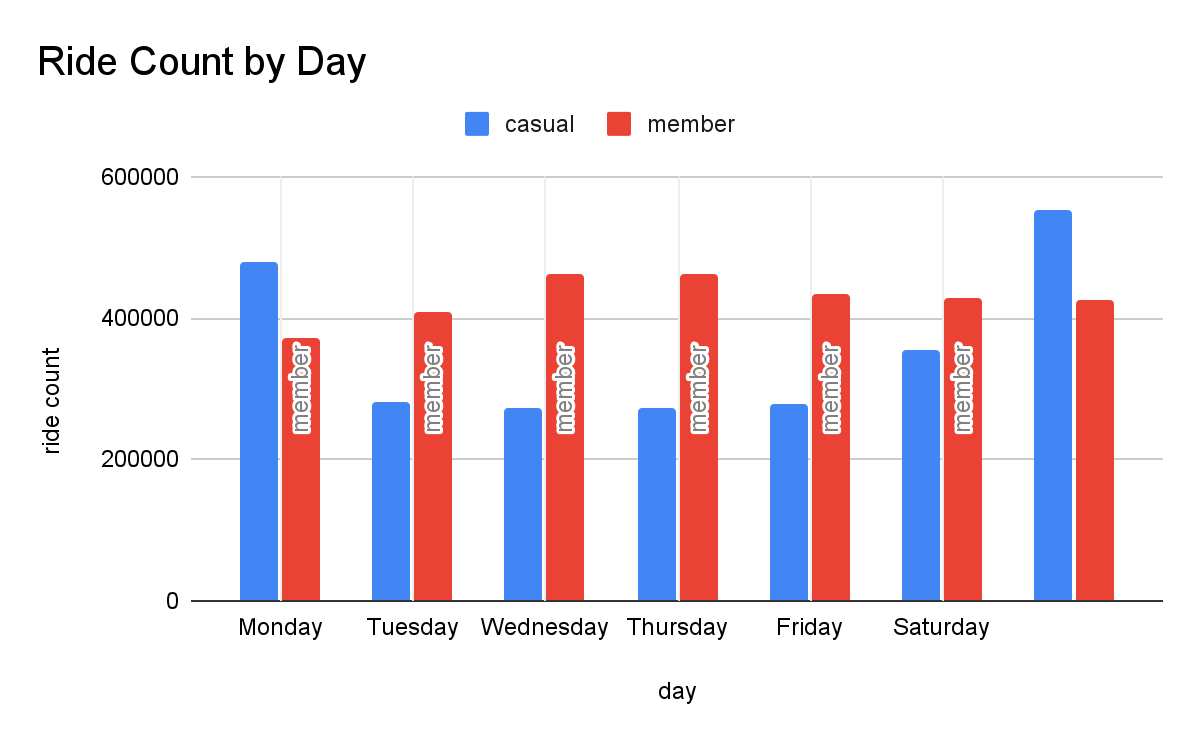 Ride Count by Day
casual member
600000
400000
200000
0
ride count
member
member
member
member
member
member
Monday Tuesday Wednesday Thursday Friday Saturday
day